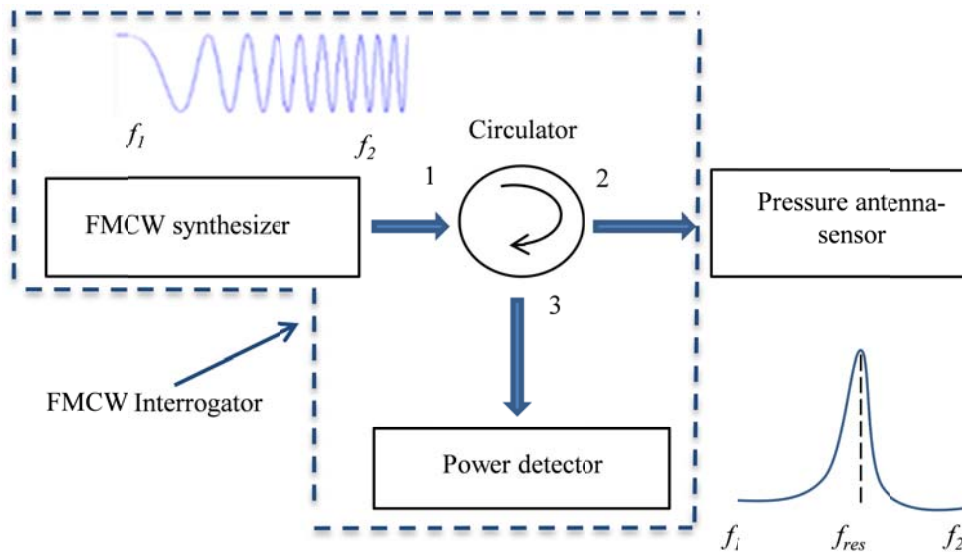 f1
f2
Circulator
1
2
FMCW synthesizer
Pressure antenna-
sensor
3
FMCW Interrogator
Power detector
f1
fres
f2